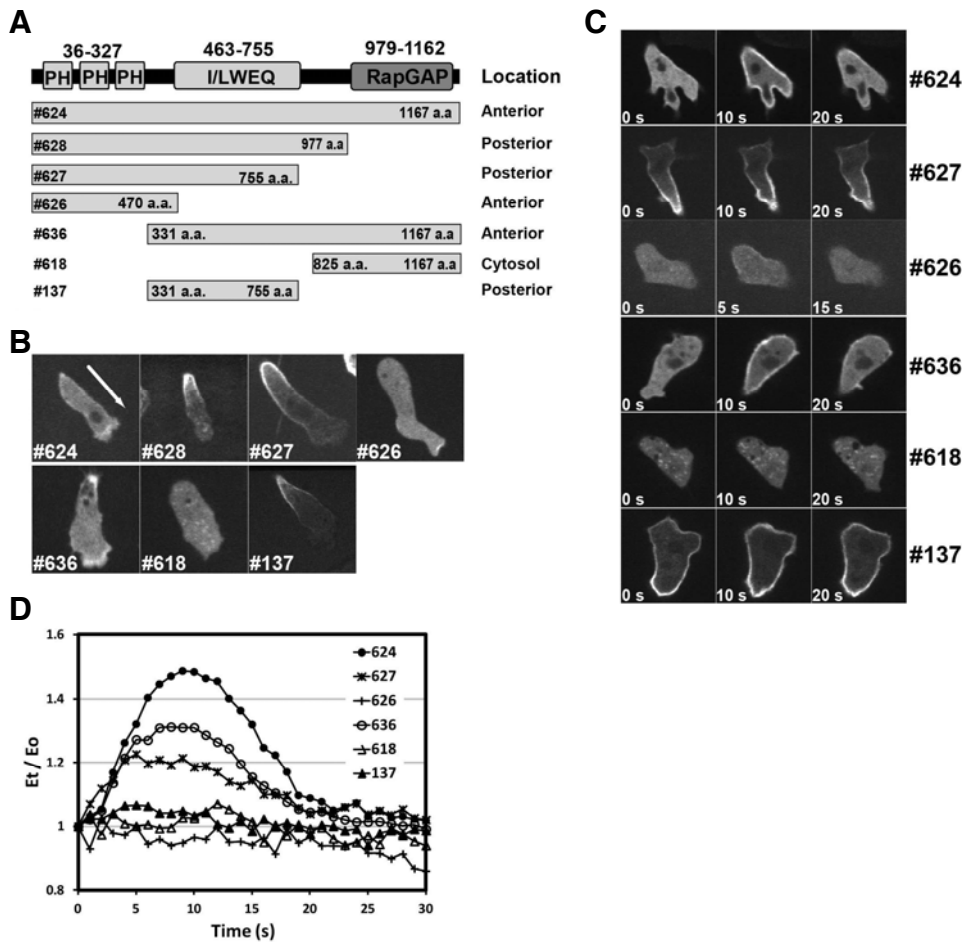 A
36-327 463-755 979-1162
PH PH PH I/LWEQ RapGAP Location
#624 1167 a.a Anterior
#628 977 a.a Posterior
#627 755 a.a. Posterior
#626 470 a.a. Anterior
#636 331 a.a. 1167 a.a Anterior
#618 825 a.a. 1167 a.a Cytosol
#137 331 a.a. 755 a.a. Posterior
B
#624 #628 #627 #626
#636 #618 #137
C
0 s 10 s 20 s #624
0 s 10 s 20 s #627
0 s 5 s 15 s #626
0 s 10 s 20 s #636
0 s 10 s 20 s #618
0 s 10 s 20 s #137
D
Et / Eo
1.6
1.4
1.2
1
0.8
624
627
626
636
618
137
0 5 10 15 20 25 30
Time (s)